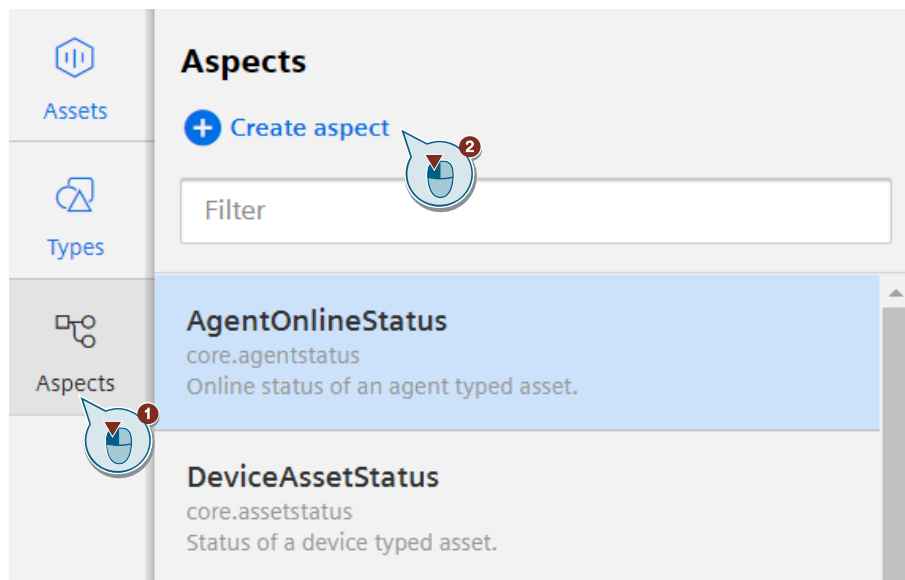 Assets
Types
Aspects
1
Aspects
Create aspect
2
Filter
AgentOnlineStatus
core.agentstatus
Online status of an agent typed asset.
DeviceAssetStatus
core.assetstatus
Status of a device typed asset.